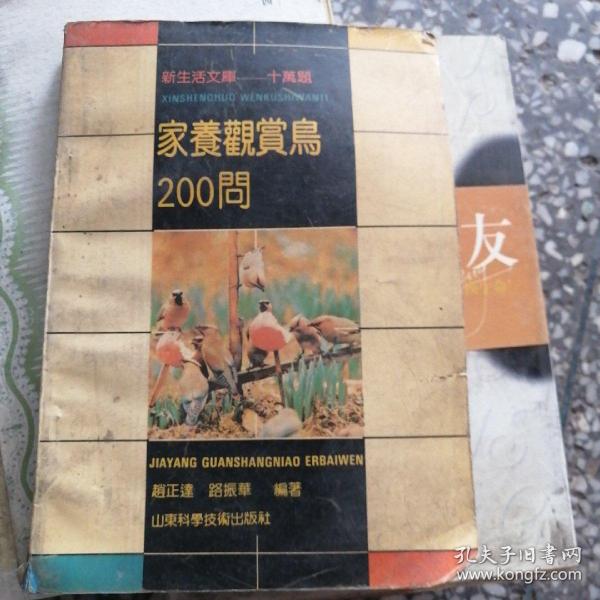 新生活文庫——十萬題
XINSHENGHUO WENKUSHIWANTI
家養觀賞鳥
200問
JIAYANG GUANSHANGNIAO ERBAIWEN
趙正達 路振華 編著
山東科學技術出版社
友
孔夫子旧书网
www.kongfz.com